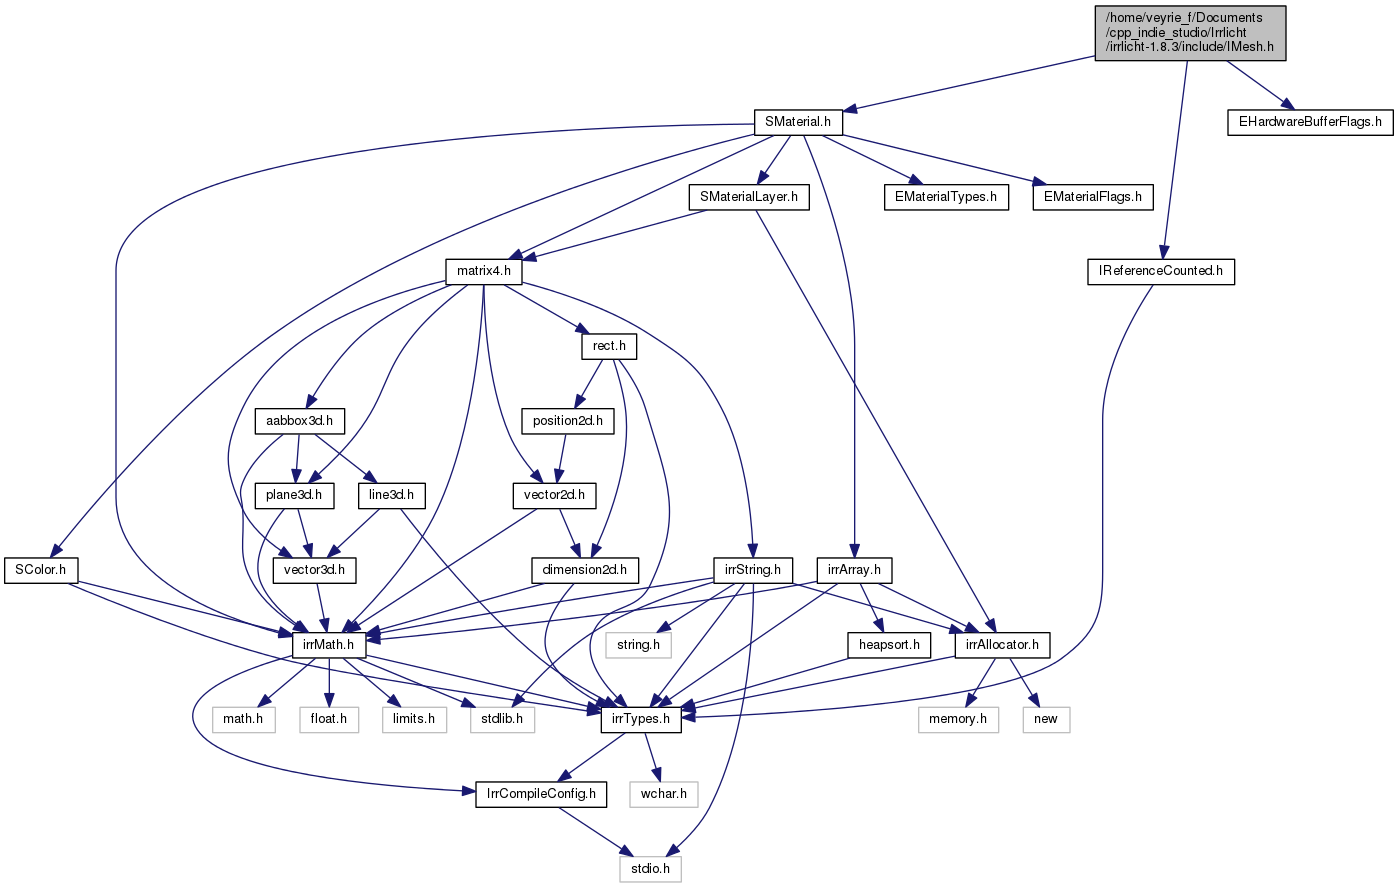 /home/veyrie_f/Documents
/cpp_indie_studio/Irrlicht
/irrlicht-1.8.3/include/IMesh.h
SMaterial.h
EHardwareBufferFlags.h
SMaterialLayer.h
EMaterialTypes.h
EMaterialFlags.h
matrix4.h
IReferenceCounted.h
rect.h
aabbox3d.h
position2d.h
plane3d.h
line3d.h
vector2d.h
SColor.h
vector3d.h
dimension2d.h
irrString.h
irrArray.h
irrMath.h
string.h
heapsort.h
irrAllocator.h
math.h
float.h
limits.h
stdlib.h
irrTypes.h
memory.h
new
IrrCompileConfig.h
wchar.h
stdio.h